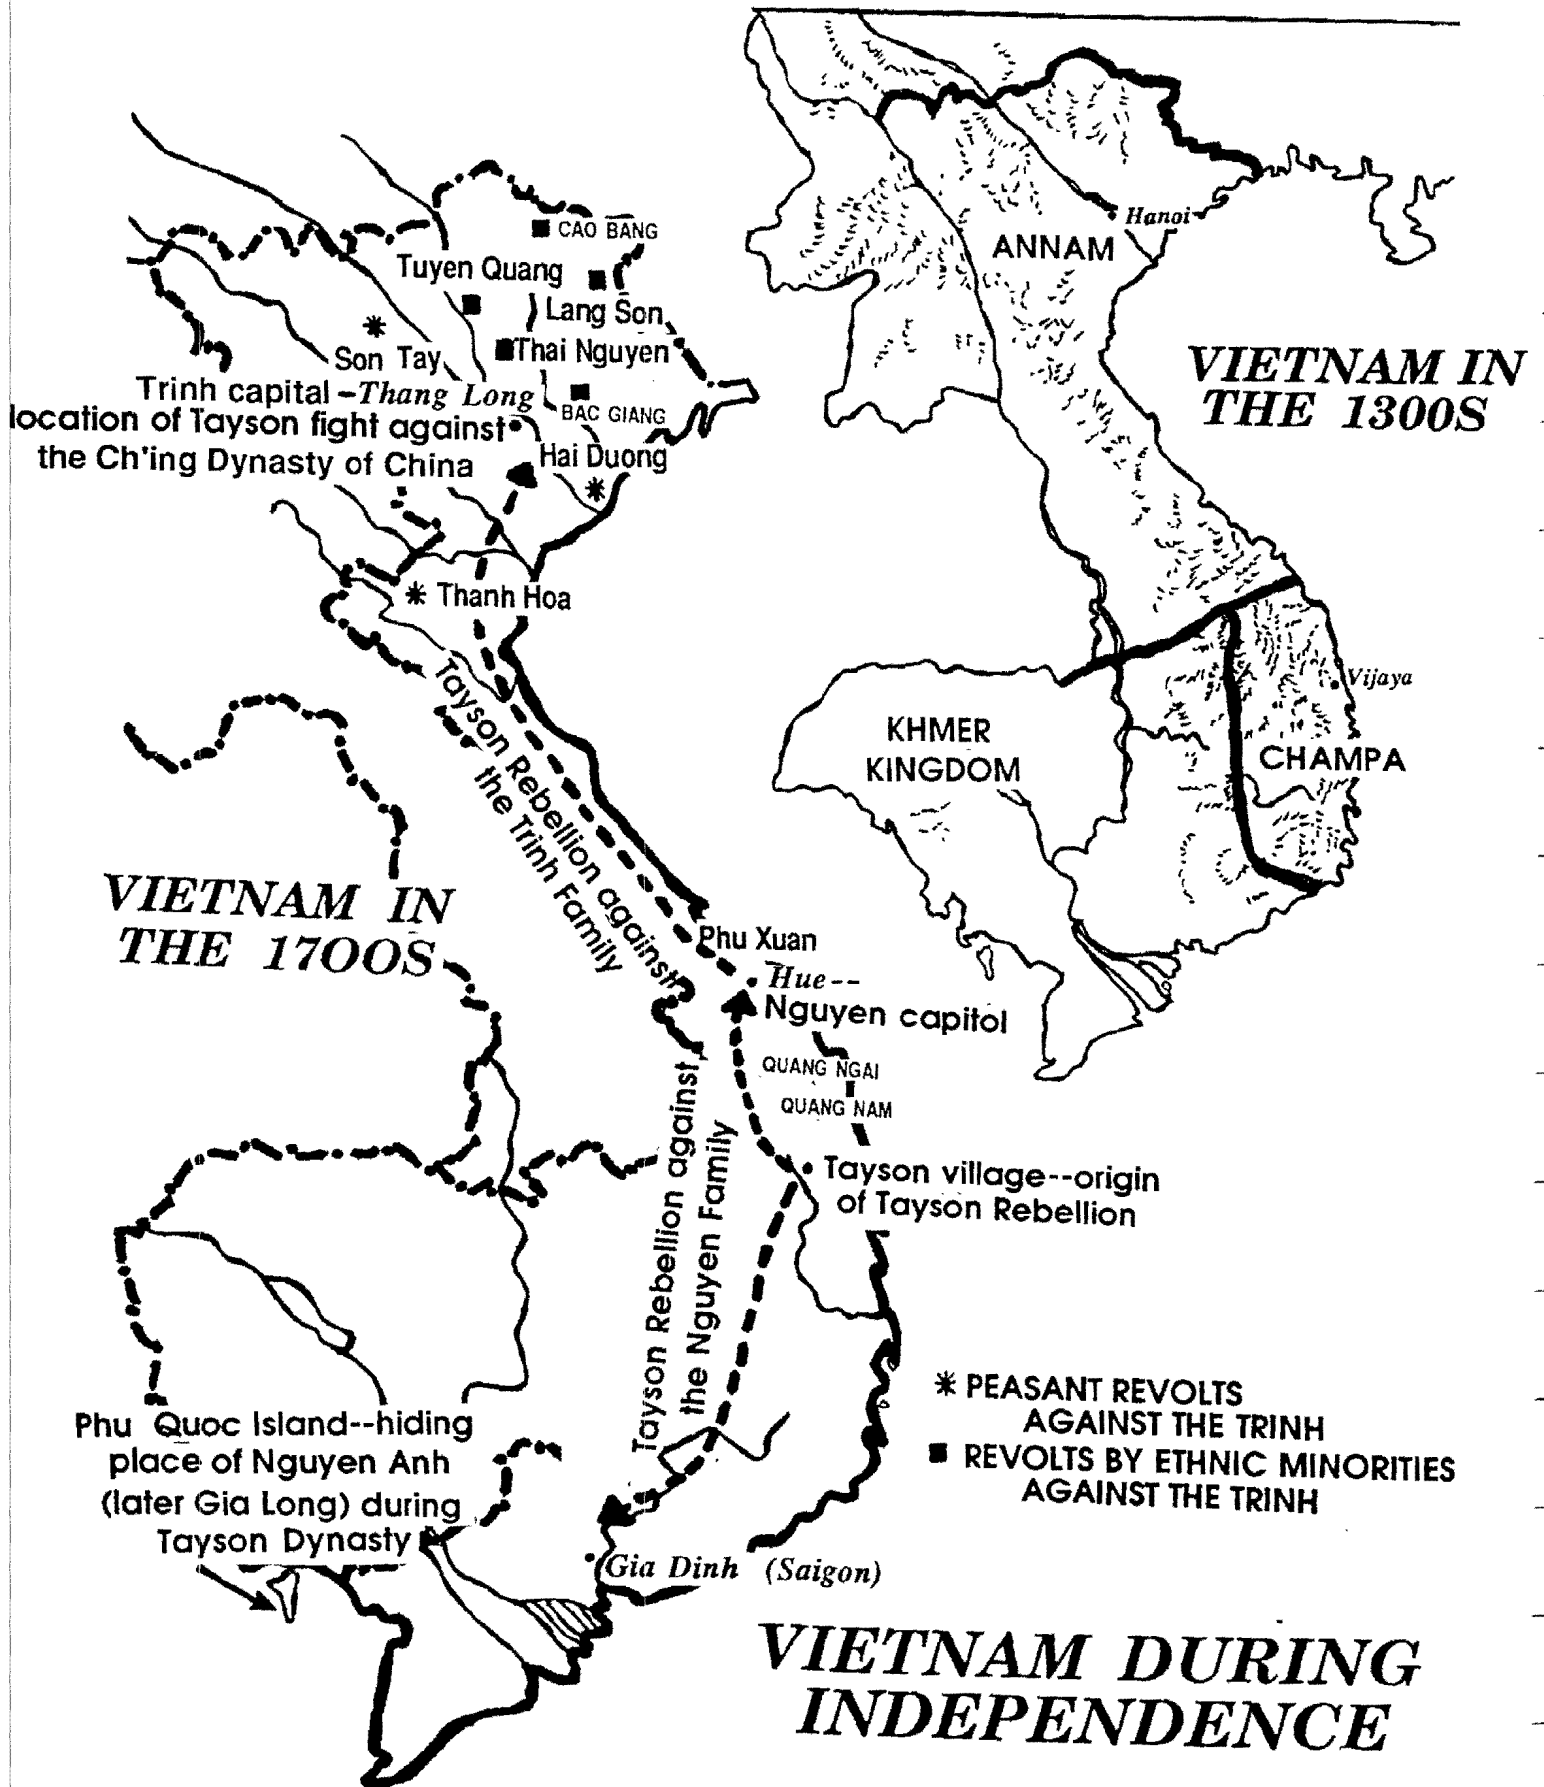 Hanoi
ANNAM
VIETNAM IN
THE 1300S
Vijaya
KHMER
KINGDOM
CHAMPA
CAO BANG
Tuyen Quang
Lang Son
Son Tay
Thai Nguyen
Trinh capital – Thang Long
location of Tayson fight against
the Ch'ing Dynasty of China
BAC GIANG
Hai Duong
Thanh Hoa
Tayson Rebellion against
the Trinh Family
VIETNAM IN
THE 1700S
Phu Xuan
Hue--
Nguyen capitol
QUANG NGAI
QUANG NAM
Tayson village--origin
of Tayson Rebellion
Tayson Rebellion against
the Nguyen Family
Phu Quoc Island--hiding
place of Nguyen Anh
(later Gia Long) during
Tayson Dynasty
Gia Dinh (Saigon)
PEASANT REVOLTS
AGAINST THE TRINH
REVOLTS BY ETHNIC MINORITIES
AGAINST THE TRINH
VIETNAM DURING
INDEPENDENCE